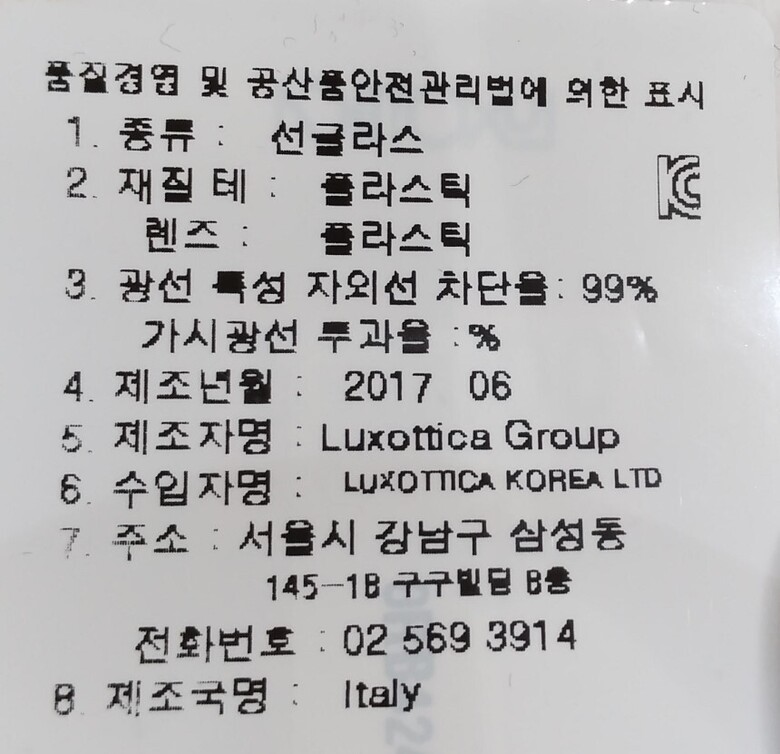 품질경영 및 공산품안전관리법에 의한 표시
1. 종류 : 선글라스
2. 재질 테 : 플라스틱
렌즈 : 플라스틱
3. 광선 특성 자외선 차단율: 99%
가시광선 투과율 : %
4. 제조년월 : 2017 06
5. 제조자명 : Luxottica Group
6. 수입자명 : LUXOTTICA KOREA LTD
7. 주소 : 서울시 강남구 삼성동
145-18 구구빌딩 8층
전화번호 : 02 569 3914
8. 제조국명 : Italy